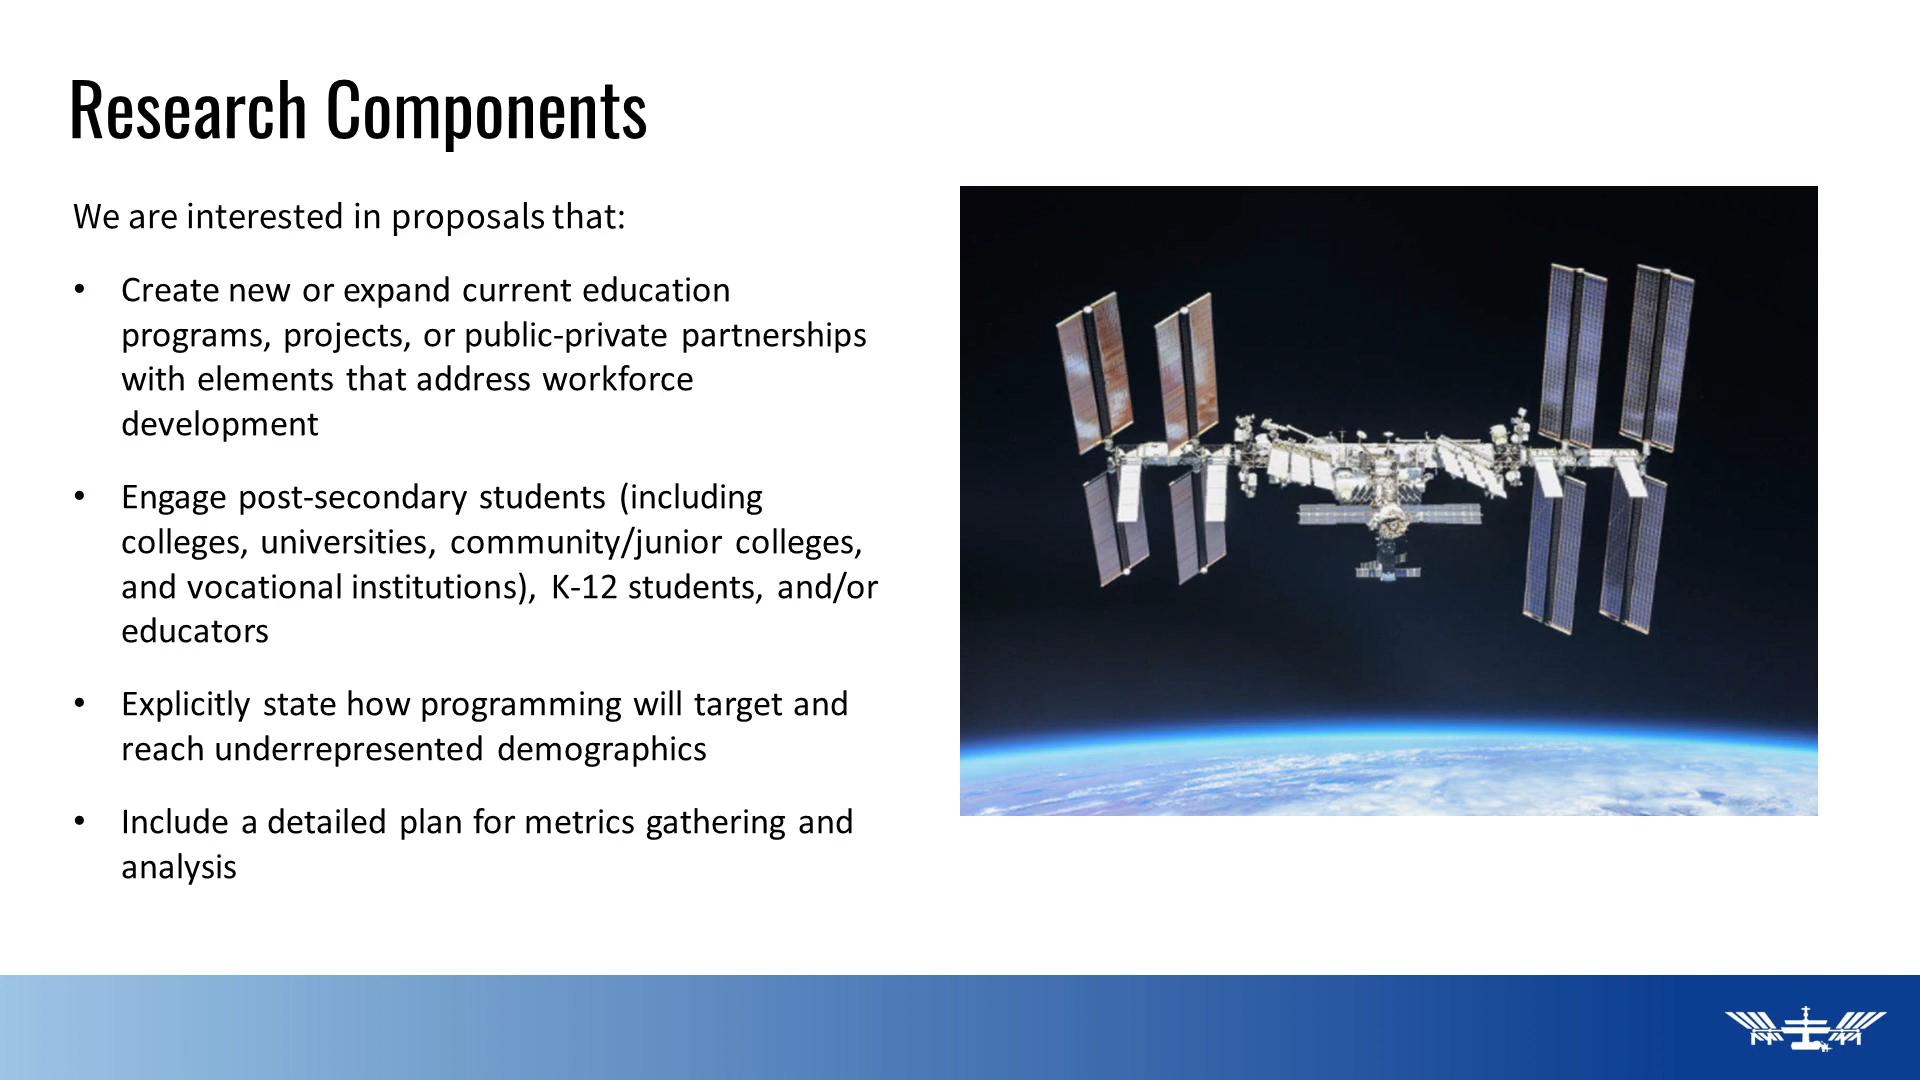 Research Components
We are interested in proposals that:
• Create new or expand current education
programs, projects, or public-private partnerships
with elements that address workforce
development
• Engage post-secondary students (including
colleges, universities, community/junior colleges,
and vocational institutions), K-12 students, and/or
educators
• Explicitly state how programming will target and
reach underrepresented demographics
• Include a detailed plan for metrics gathering and
analysis